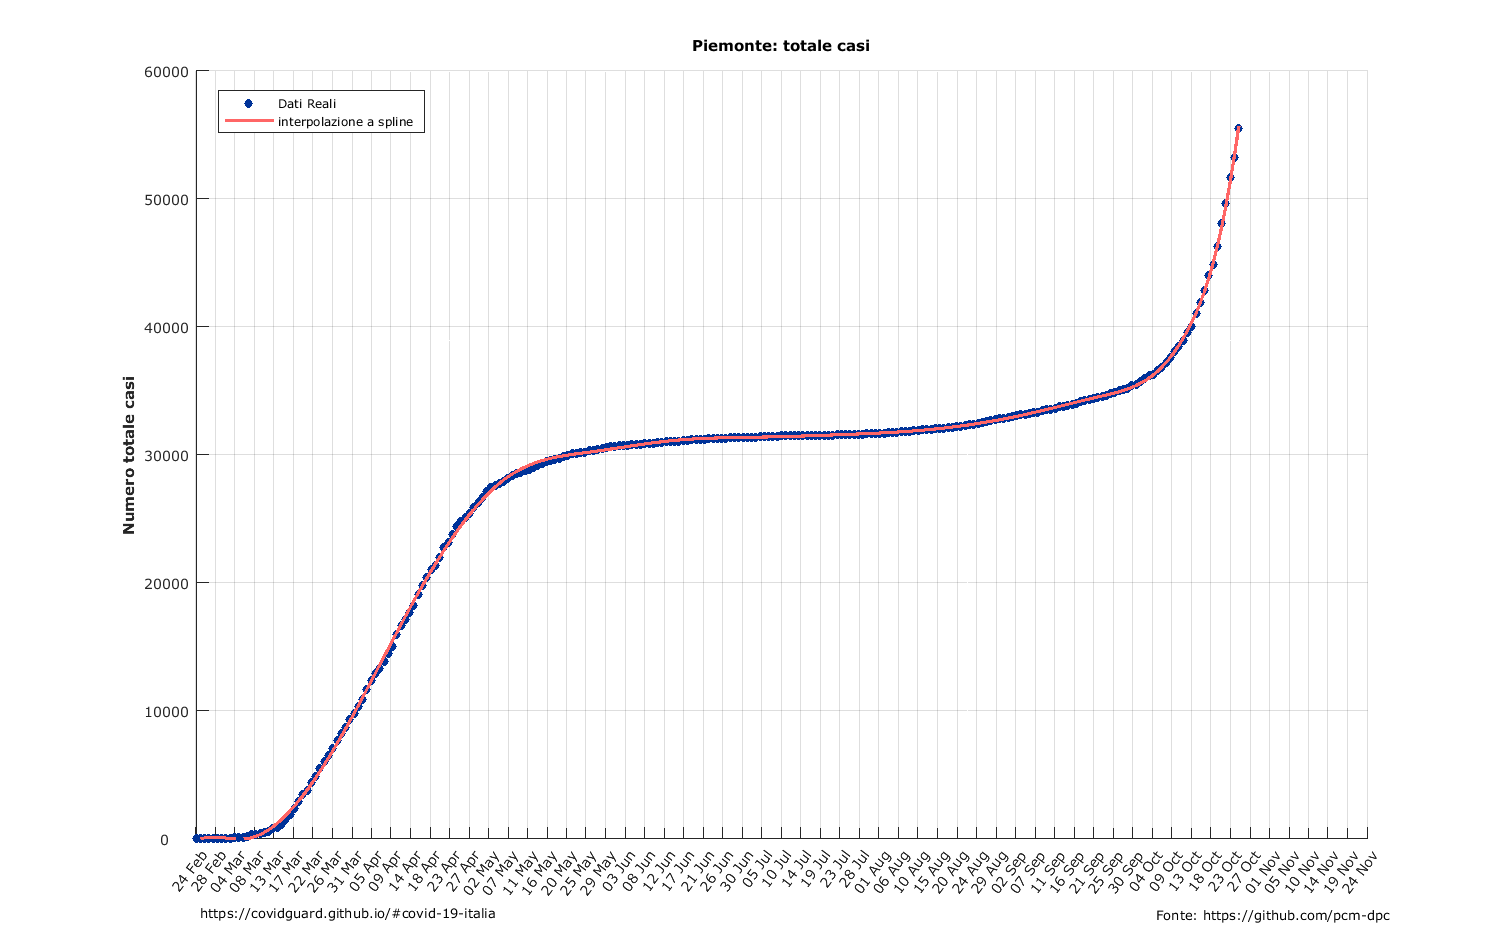 Piemonte: totale casi
60000
Dati Reali
interpolazione a spline
50000
40000
Numero totale casi
30000
20000
10000
0
24 Feb
28 Feb
04 Mar
08 Mar
13 Mar
17 Mar
22 Mar
26 Mar
31 Mar
05 Apr
09 Apr
14 Apr
18 Apr
23 Apr
27 Apr
02 May
07 May
11 May
16 May
20 May
25 May
29 May
03 Jun
08 Jun
12 Jun
17 Jun
21 Jun
26 Jun
30 Jun
05 Jul
10 Jul
14 Jul
19 Jul
23 Jul
28 Jul
01 Aug
06 Aug
10 Aug
15 Aug
20 Aug
24 Aug
29 Aug
02 Sep
07 Sep
11 Sep
16 Sep
21 Sep
25 Sep
30 Sep
04 Oct
09 Oct
13 Oct
18 Oct
23 Oct
27 Oct
01 Nov
05 Nov
10 Nov
14 Nov
19 Nov
24 Nov
https://covidguard.github.io/#covid-19-italia
Fonte: https://github.com/pcm-dpc